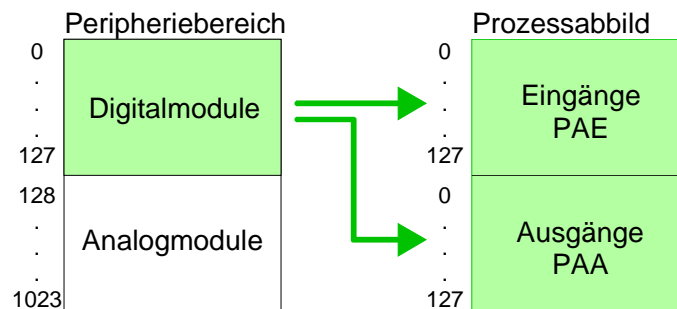 Peripheriebereich
0
.
.
.
127
Digitalmodule
128
.
.
.
1023
Analogmodule
Prozessabbild
0
.
.
.
127
Eingänge
PAE
0
.
.
.
127
Ausgänge
PAA